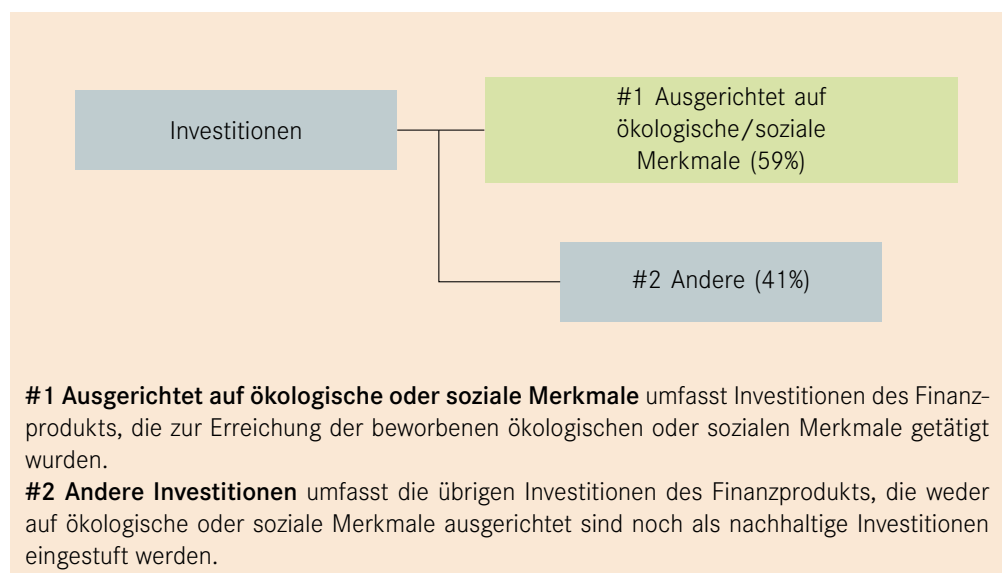 Investitionen
#1 Ausgerichtet auf
ökologische/soziale
Merkmale (59%)
#2 Andere (41%)
#1 Ausgerichtet auf ökologische oder soziale Merkmale umfasst Investitionen des Finanz-
produkts, die zur Erreichung der beworbenen ökologischen oder sozialen Merkmale getätigt
wurden.
#2 Andere Investitionen umfasst die übrigen Investitionen des Finanzprodukts, die weder
auf ökologische oder soziale Merkmale ausgerichtet sind noch als nachhaltige Investitionen
eingestuft werden.